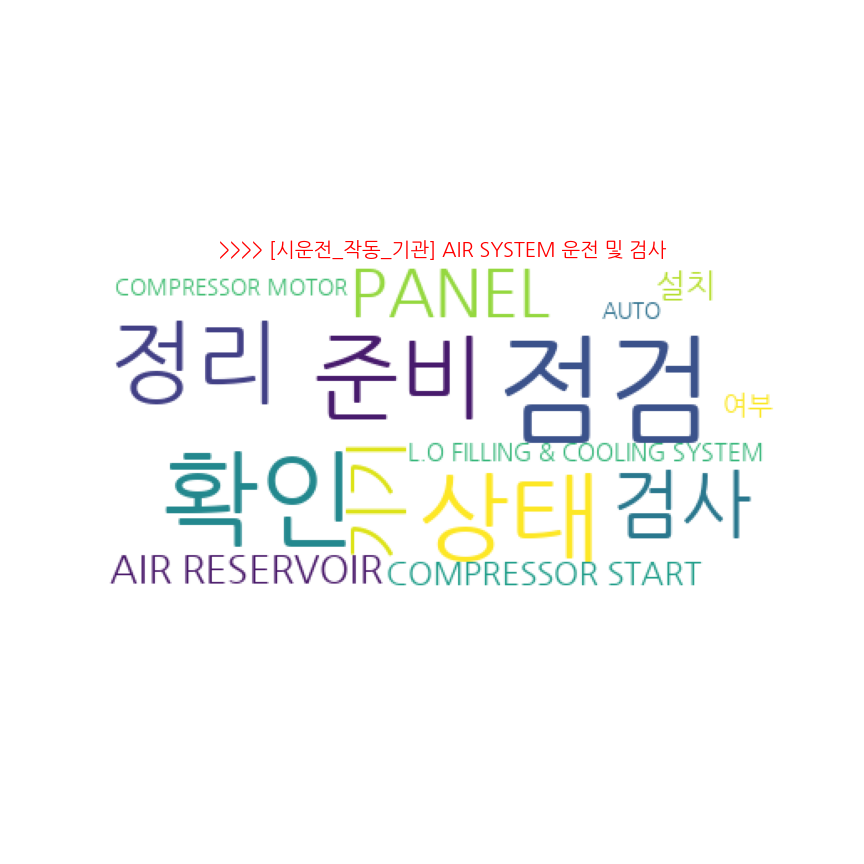 >>>> [시운전_작동_기관] AIR SYSTEM 운전 및 검사
COMPRESSOR MOTOR
PANEL
설치
AUTO
정리
준비
점검
여부
확인
기기
L.O FILLING & COOLING SYSTEM
상태
검사
AIR RESERVOIR
COMPRESSOR START